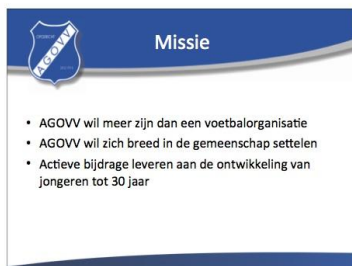 AGOVV
Missie
• AGOVV wil meer zijn dan een voetbalorganisatie
• AGOVV wil zich breed in de gemeenschap settelen
• Actieve bijdrage leveren aan de ontwikkeling van
jongeren tot 30 jaar